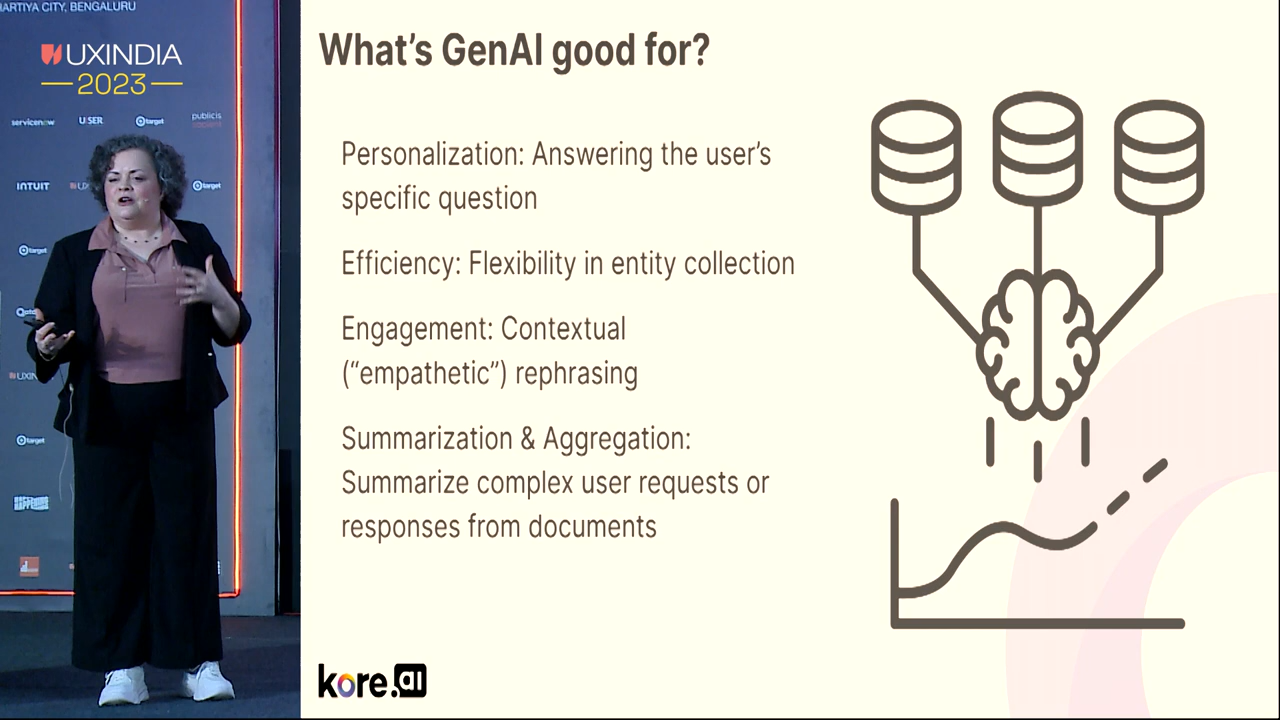 HARTIYA CITY, BENGALURU
UXINDIA
2023
servicenow
USER
target
publicis
sapient
INTUIT
target
target
target
What's GenAI good for?
Personalization: Answering the user's
specific question
Efficiency: Flexibility in entity collection
Engagement: Contextual
("empathetic") rephrasing
Summarization & Aggregation:
Summarize complex user requests or
responses from documents
kore.ai